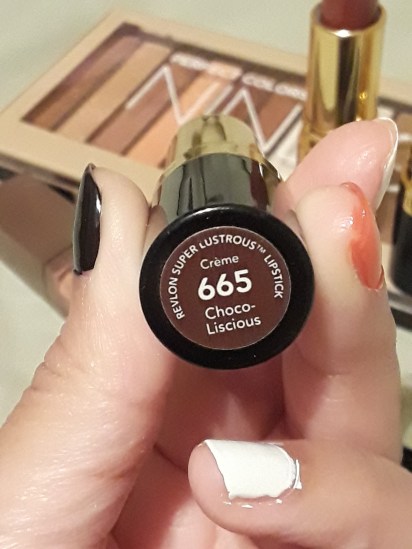 REVLON SUPER LUSTROUS™ LIPSTICK
Crème
665
Choco-
Liscious